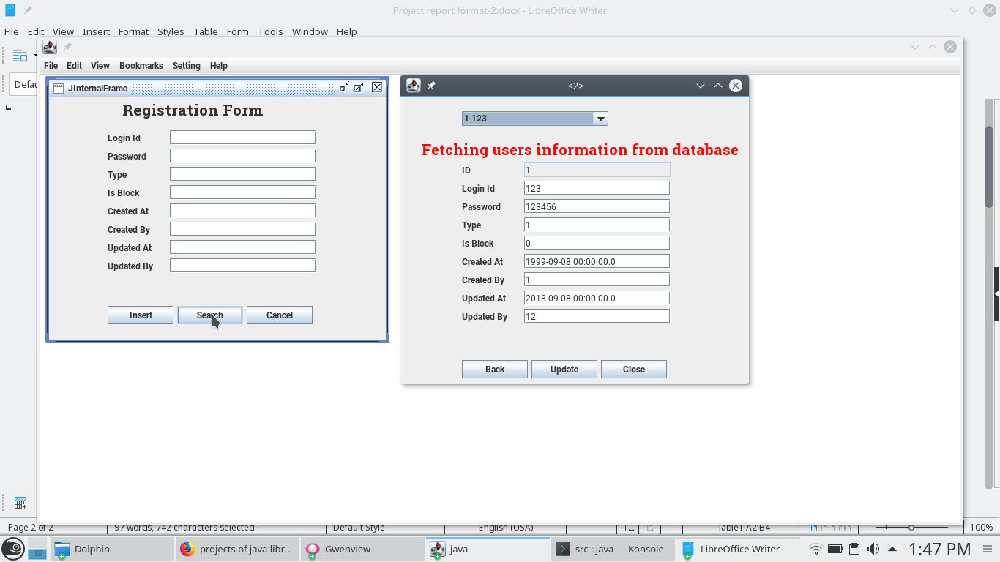 Project report format-2.docx - LibreOffice Writer
File Edit View Insert Format Styles Table Form Tools Window Help
File Edit View Bookmarks Setting Help
Defau
JInternalFrame
Registration Form
Login Id
Password
Type
Is Block
Created At
Created By
Updated At
Updated By
Insert Search Cancel
<2>
1 123
Fetching users information from database
ID 1
Login Id 123
Password 123456
Type 1
Is Block 0
Created At 1999-09-08 00:00:00.0
Created By 1
Updated At 2018-09-08 00:00:00.0
Updated By 12
Back Update Close
Page 2 of 2 97 words, 742 characters selected Default Style English (USA) Table1:A2:B4 100%
Dolphin projects of java libr... Gwenview java src : java — Konsole LibreOffice Writer 1:47 PM